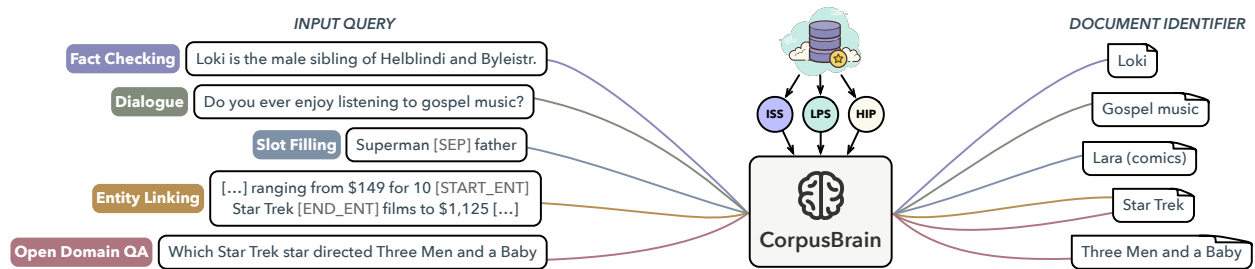 INPUT QUERY
DOCUMENT IDENTIFIER
Fact Checking
Loki is the male sibling of Helblindi and Byleistr.
Dialogue
Do you ever enjoy listening to gospel music?
Slot Filling
Superman [SEP] father
Entity Linking
[...] ranging from $149 for 10 [START_ENT]
Star Trek [END_ENT] films to $1,125 [...]
Open Domain QA
Which Star Trek star directed Three Men and a Baby
ISS
LPS
HIP
CorpusBrain
Loki
Gospel music
Lara (comics)
Star Trek
Three Men and a Baby